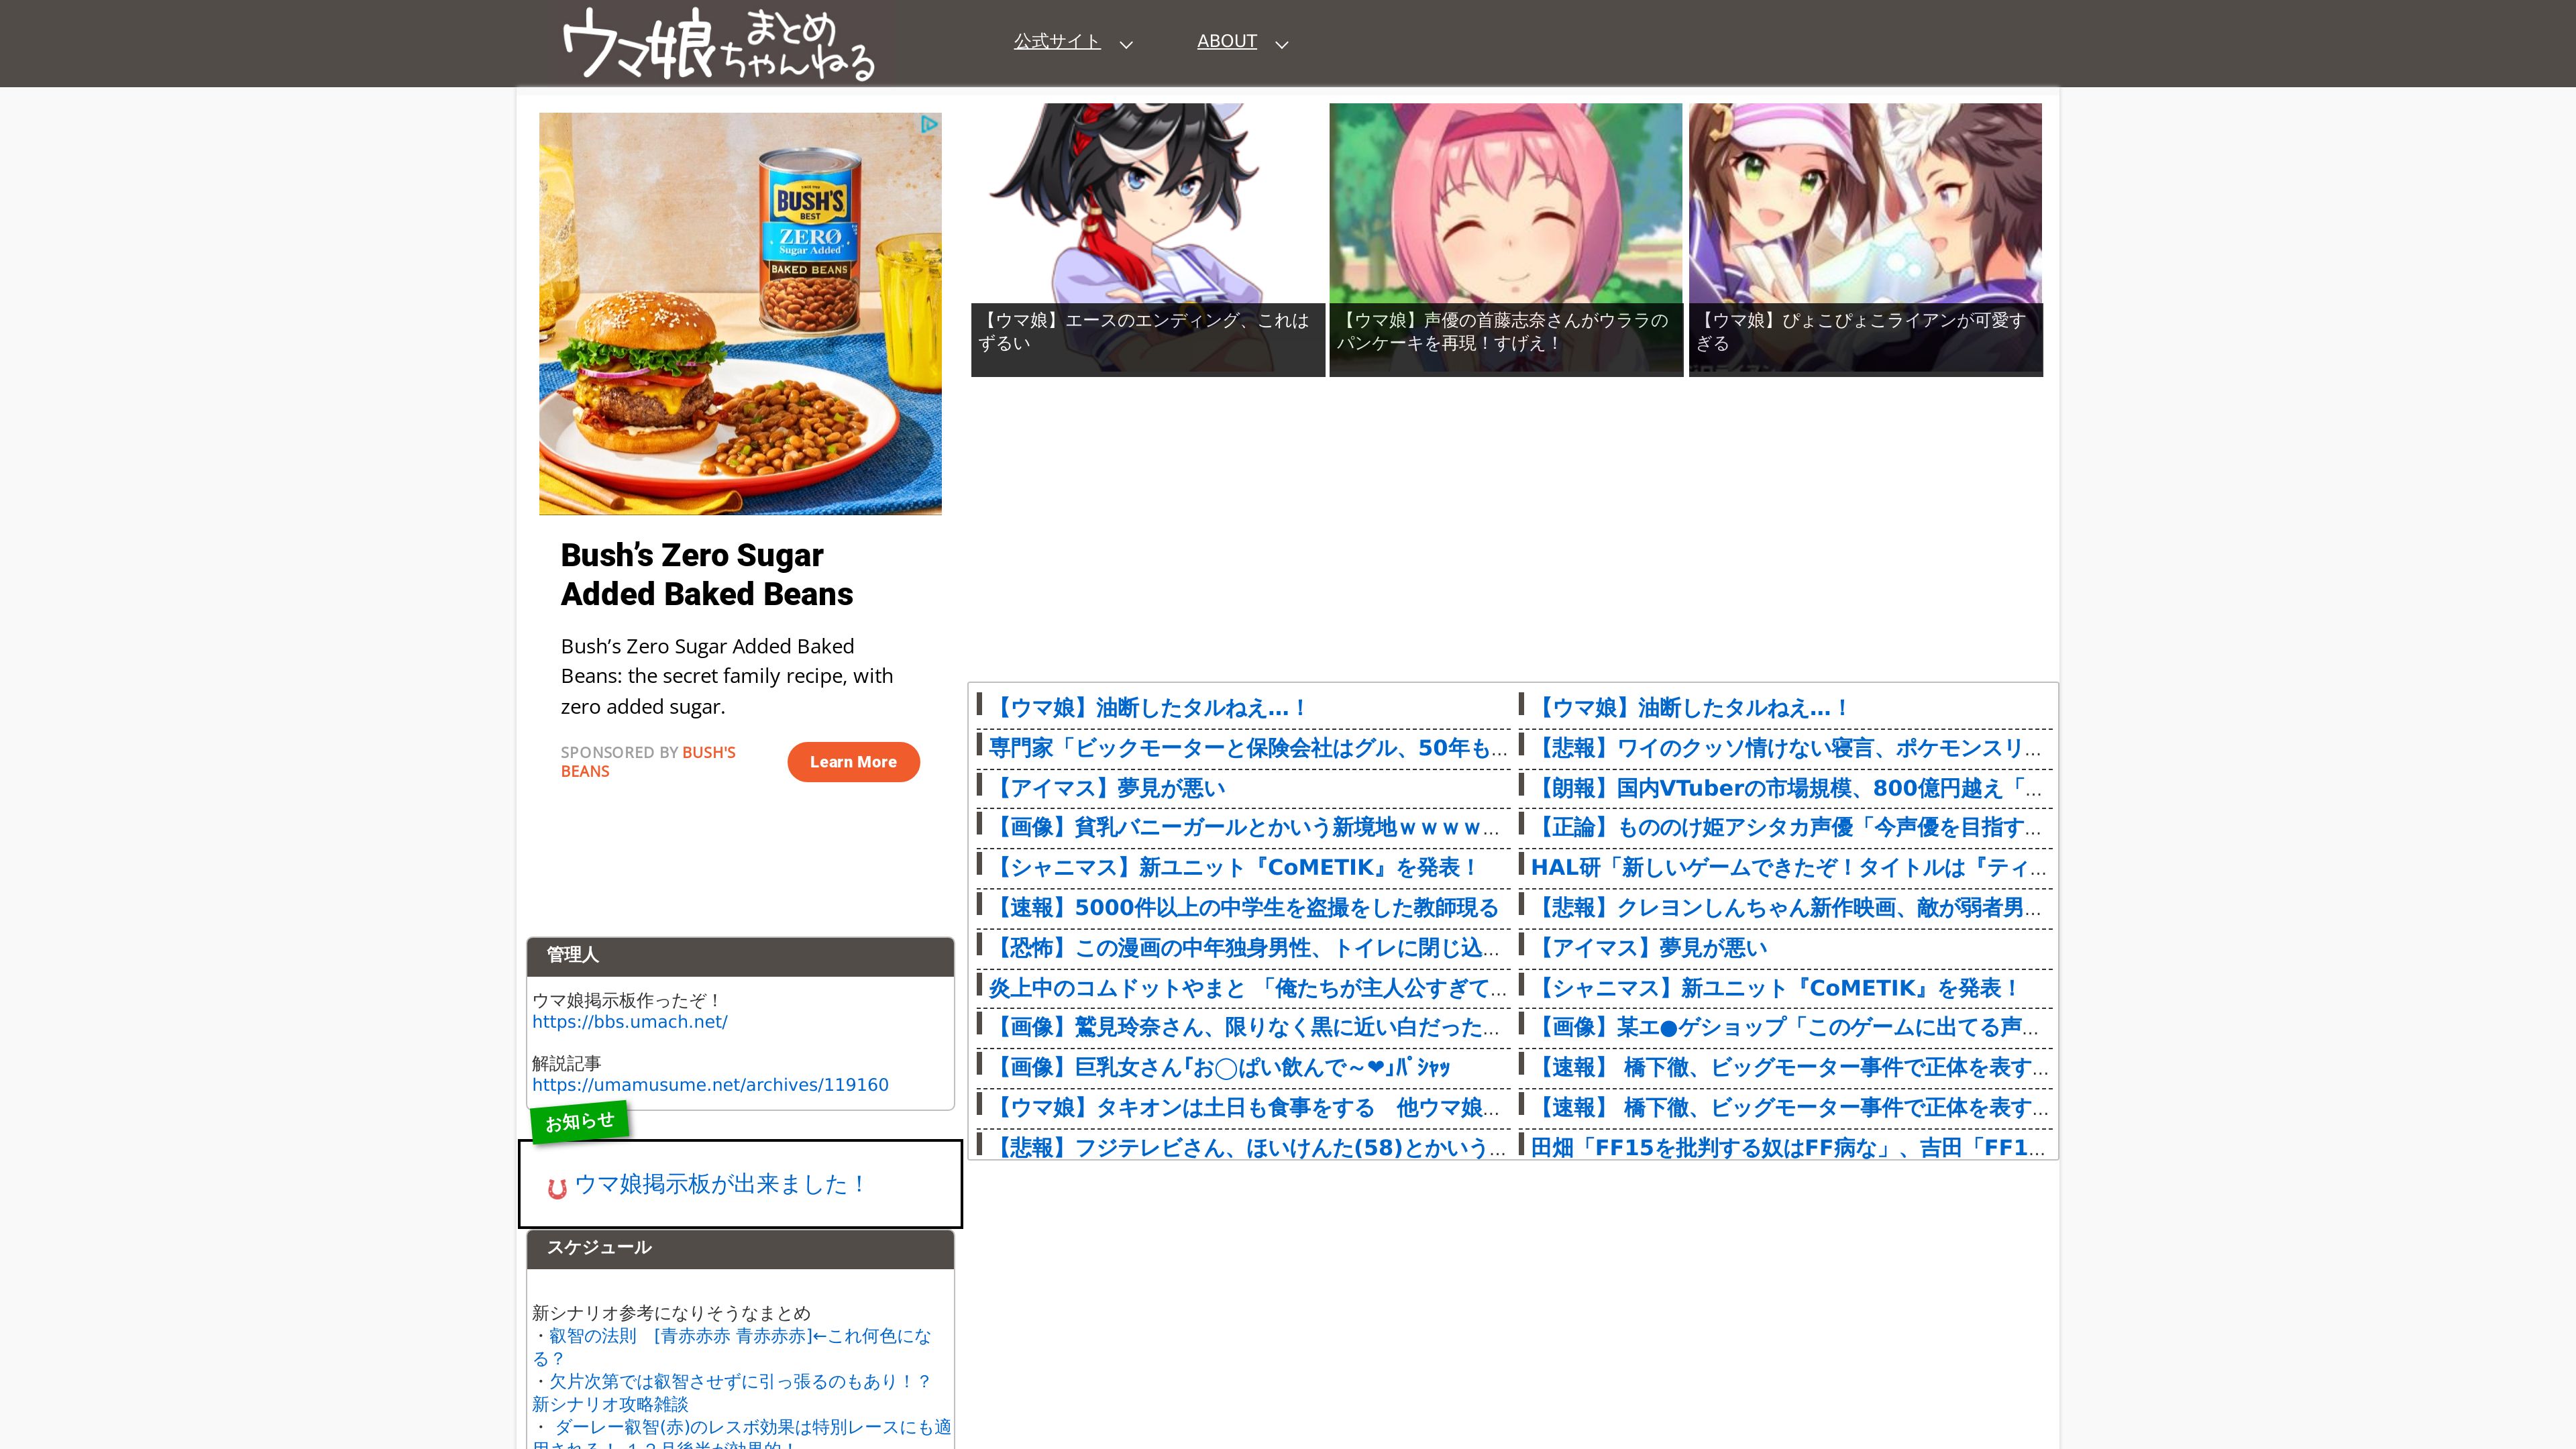 ウマ娘まとめちゃんねる
公式サイト
ABOUT
BUSH'S
BEST
ZERO
Sugar Added
BAKED BEANS
【ウマ娘】エースのエンディング、これは
ずるい
【ウマ娘】声優の首藤志奈さんがウララの
パンケーキを再現！すげえ！
【ウマ娘】ぴょこぴょこライアンが可愛す
ぎる
Bush’s Zero Sugar
Added Baked Beans
Bush’s Zero Sugar Added Baked
Beans: the secret family recipe, with
zero added sugar.
SPONSORED BY BUSH'S
BEANS
Learn More
管理人
ウマ娘掲示板作ったぞ！
https://bbs.umach.net/
解説記事
https://umamusume.net/archives/119160
お知らせ
ウマ娘掲示板が出来ました！
スケジュール
新シナリオ参考になりそうなまとめ
・叡智の法則　[青赤赤赤 青赤赤赤]←これ何色にな
る？
・欠片次第では叡智させずに引っ張るのもあり！？
新シナリオ攻略雑談
・ ダーレー叡智(赤)のレスボ効果は特別レースにも適
用される！ １２月後半が効果的！
【ウマ娘】油断したタルねえ…！
専門家「ビックモーターと保険会社はグル、50年も…
【アイマス】夢見が悪い
【画像】貧乳バニーガールとかいう新境地ｗｗｗｗ…
【シャニマス】新ユニット『CoMETIK』を発表！
【速報】5000件以上の中学生を盗撮をした教師現る
【恐怖】この漫画の中年独身男性、トイレに閉じ込…
炎上中のコムドットやまと 「俺たちが主人公すぎて…
【画像】鷲見玲奈さん、限りなく黒に近い白だった…
【画像】巨乳女さん｢お◯ぱい飲んで～❤｣ﾊﾟｼｬｯ
【ウマ娘】タキオンは土日も食事をする　他ウマ娘…
【悲報】フジテレビさん、ほいけんた(58)とかいう…
【ウマ娘】油断したタルねえ…！
【悲報】ワイのクッソ情けない寝言、ポケモンスリ…
【朗報】国内VTuberの市場規模、800億円越え「…
【正論】もののけ姫アシタカ声優「今声優を目指す…
HAL研「新しいゲームできたぞ！タイトルは『ティ…
【悲報】クレヨンしんちゃん新作映画、敵が弱者男…
【アイマス】夢見が悪い
【シャニマス】新ユニット『CoMETIK』を発表！
【画像】某エ●ゲショップ「このゲームに出てる声…
【速報】 橋下徹、ビッグモーター事件で正体を表す…
【速報】 橋下徹、ビッグモーター事件で正体を表す…
田畑「FF15を批判する奴はFF病な」、吉田「FF1…